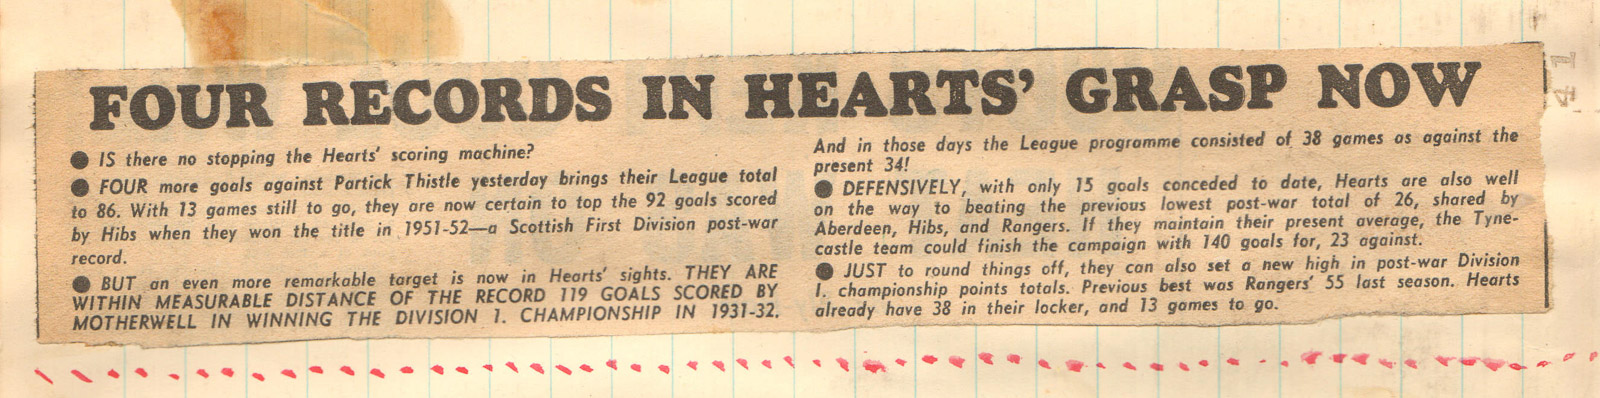 FOUR RECORDS IN HEARTS' GRASP NOW
● IS there no stopping the Hearts' scoring machine?
● FOUR more goals against Partick Thistle yesterday brings their League total
to 86. With 13 games still to go, they are now certain to top the 92 goals scored
by Hibs when they won the title in 1951-52—a Scottish First Division post-war
record.
● BUT an even more remarkable target is now in Hearts' sights. THEY ARE
WITHIN MEASURABLE DISTANCE OF THE RECORD 119 GOALS SCORED BY
MOTHERWELL IN WINNING THE DIVISION 1. CHAMPIONSHIP IN 1931-32.
And in those days the League programme consisted of 38 games as against the
present 34!
● DEFENSIVELY, with only 15 goals conceded to date, Hearts are also well
on the way to beating the previous lowest post-war total of 26, shared by
Aberdeen, Hibs, and Rangers. If they maintain their present average, the Tyne-
castle team could finish the campaign with 140 goals for, 23 against.
● JUST to round things off, they can also set a new high in post-war Division
I. championship points totals. Previous best was Rangers' 55 last season. Hearts
already have 38 in their locker, and 13 games to go.